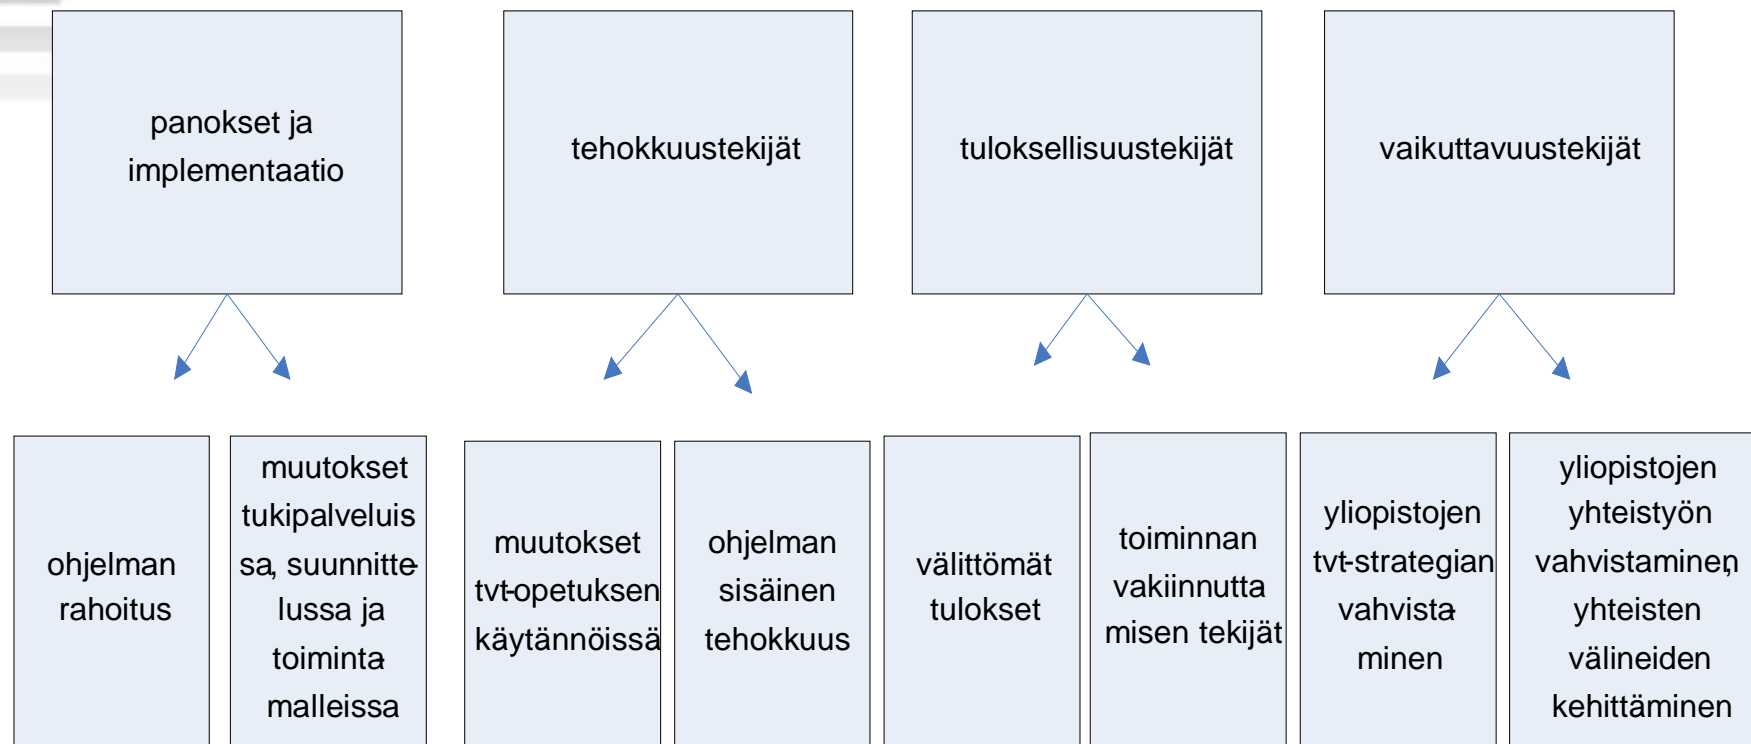 panokset ja
implementaatio
tehokkuustekijät
tuloksellisuustekijät
vaikuttavuustekijät
ohjelman
rahoitus
muutokset
tukipalveluis
sa, suunnitte-
lussa ja
toiminta-
malleissa
muutokset
tvt-opetuksen
käytännöissä
ohjelman
sisäinen
tehokkuus
välittömät
tulokset
toiminnan
vakiinnutta
misen tekijät
yliopistojen
tvt-strategian
vahvista-
minen
yliopistojen
yhteistyön
vahvistaminen,
yhteisten
välineiden
kehittäminen